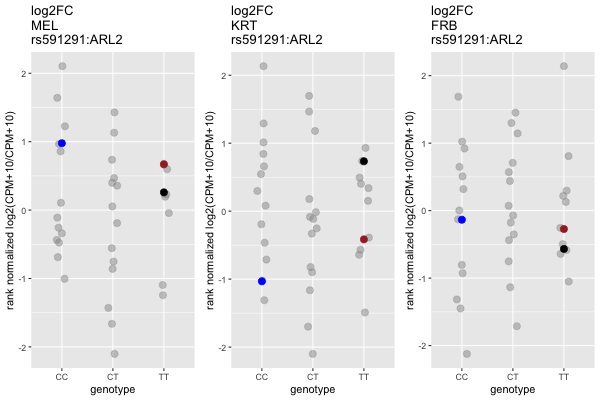 log2FC
MEL
rs591291:ARL2
rank normalized log2(CPM+10/CPM+10)
2
1
0
-1
-2
CC
CT
TT
genotype
log2FC
KRT
rs591291:ARL2
rank normalized log2(CPM+10/CPM+10)
2
1
0
-1
-2
CC
CT
TT
genotype
log2FC
FRB
rs591291:ARL2
rank normalized log2(CPM+10/CPM+10)
2
1
0
-1
-2
CC
CT
TT
genotype